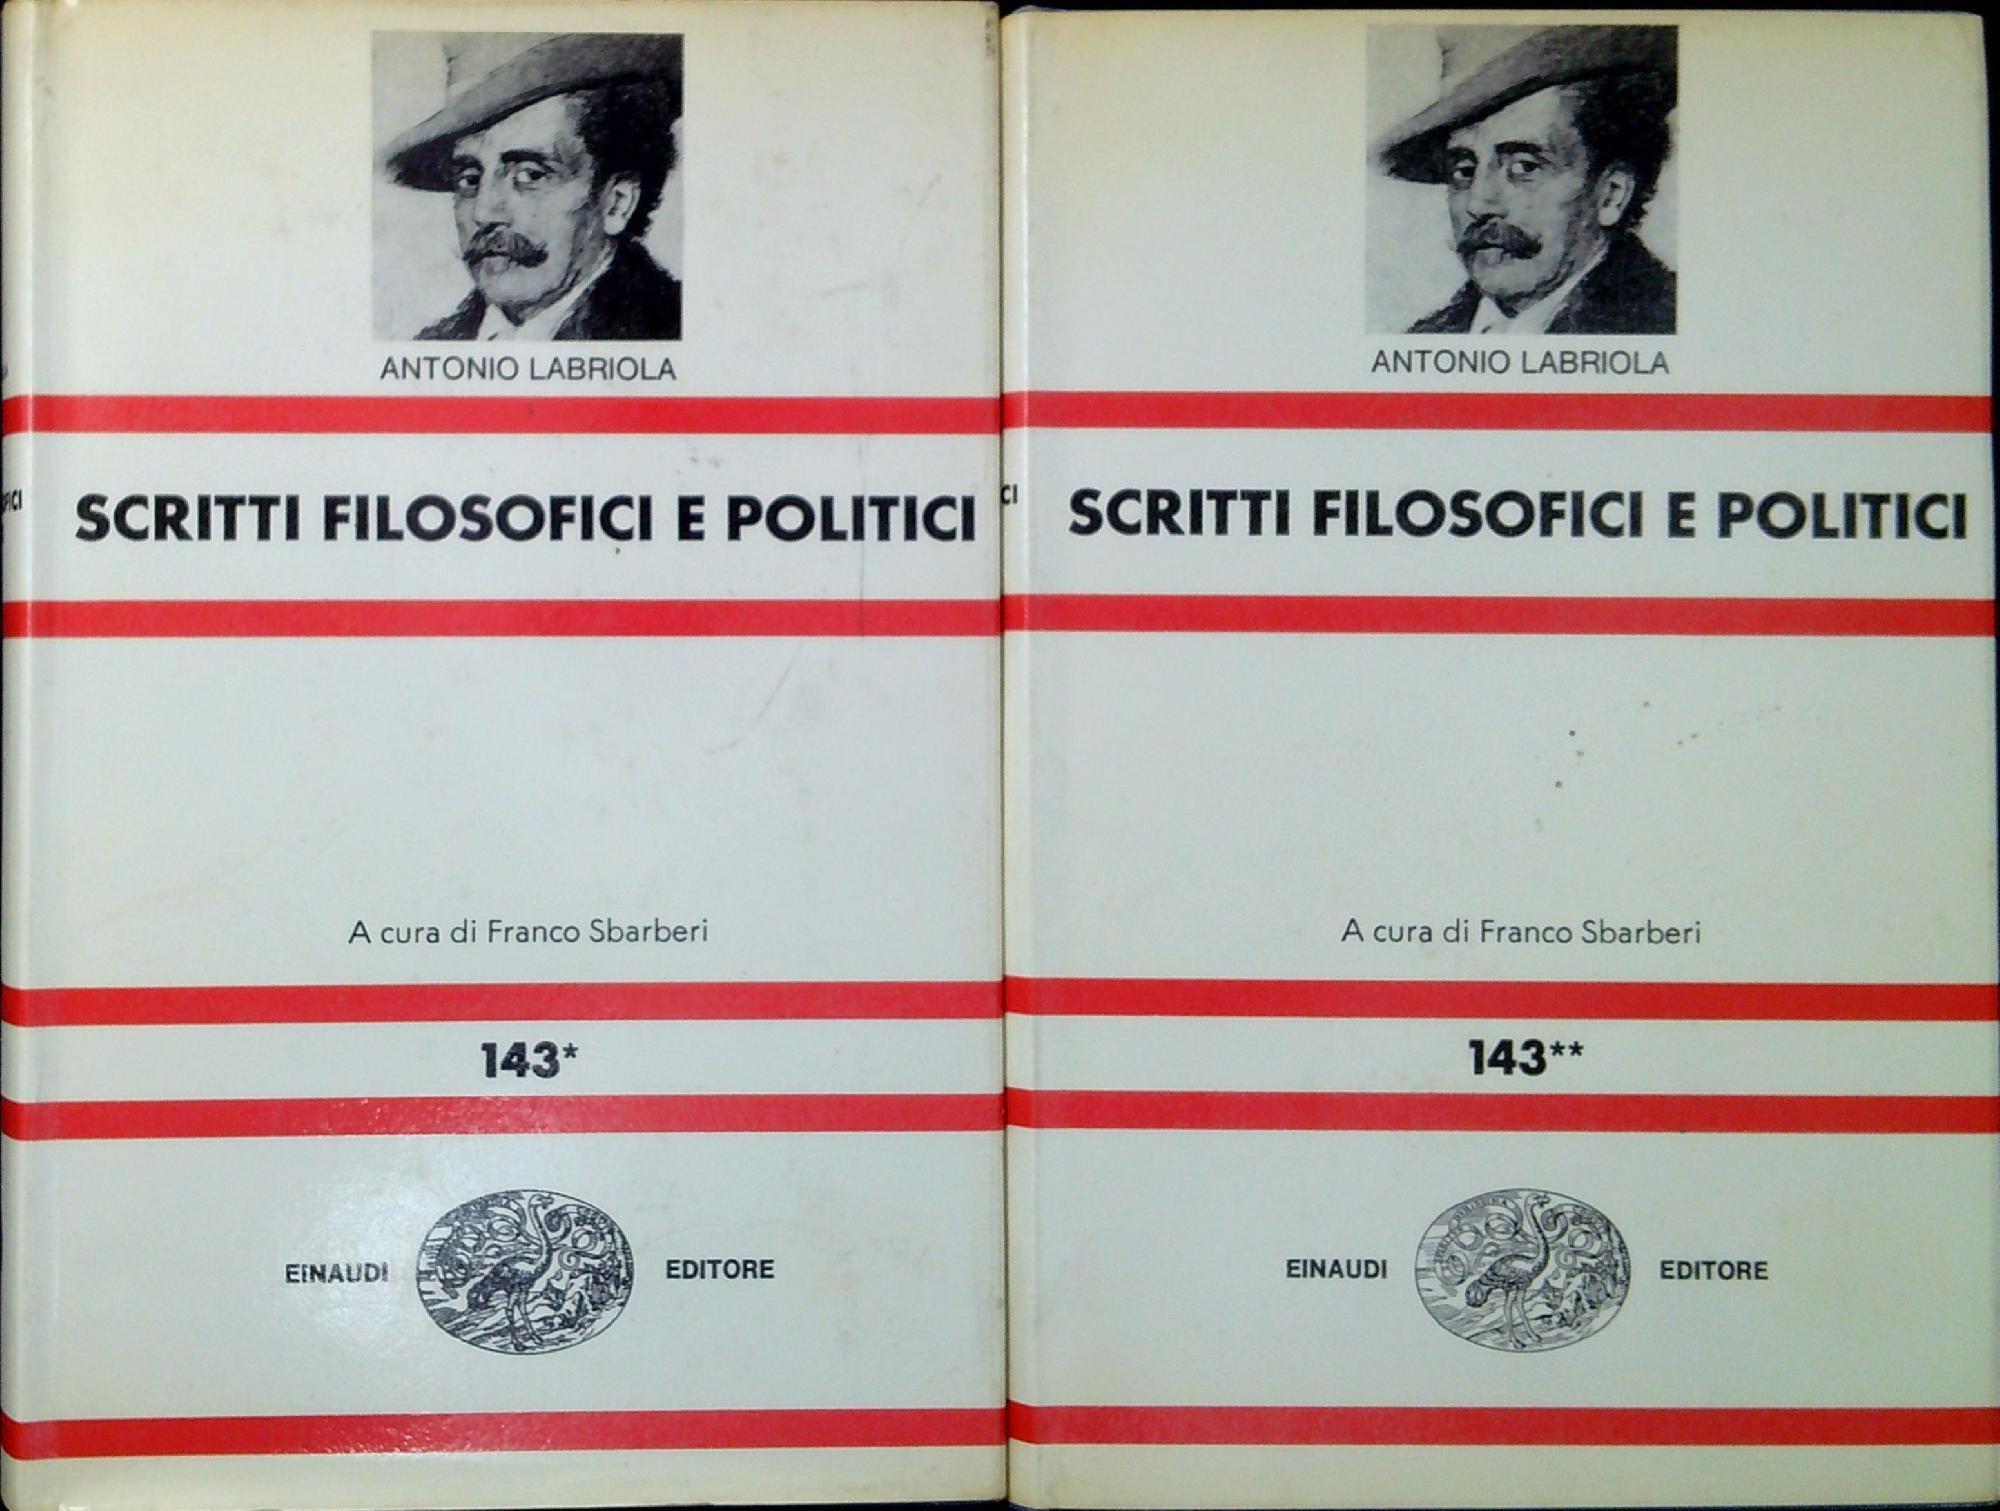 ANTONIO LABRIOLA
SCRITTI FILOSOFICI E POLITICI
A cura di Franco Sbarberi
143*
EINAUDI EDITORE
CI
ANTONIO LABRIOLA
SCRITTI FILOSOFICI E POLITICI
A cura di Franco Sbarberi
143**
EINAUDI EDITORE